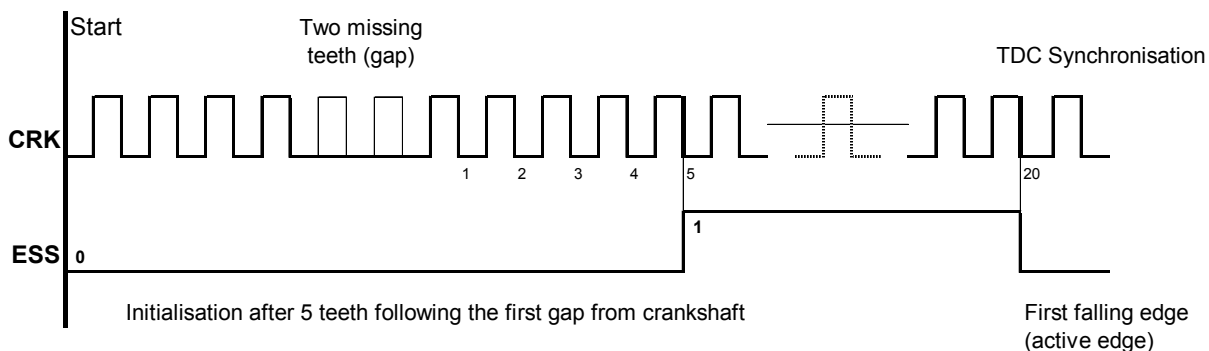 Start
Two missing
teeth (gap)
TDC Synchronisation
CRK
1 2 3 4 5 20
ESS
0
1
Initialisation after 5 teeth following the first gap from crankshaft
First falling edge
(active edge)